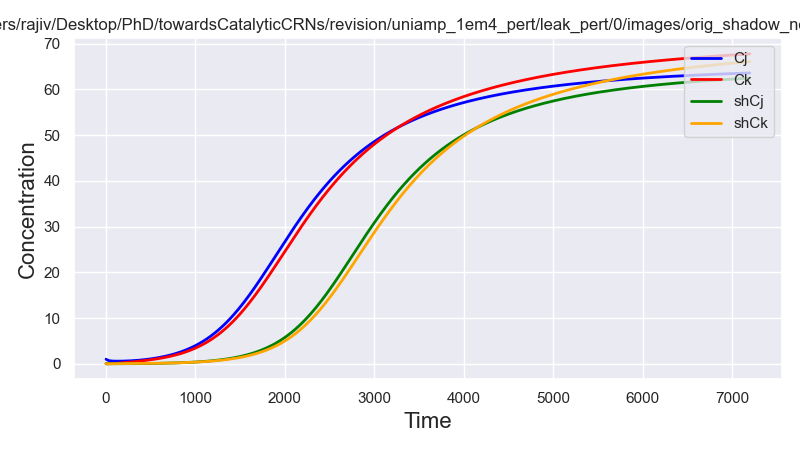 ers/rajiv/Desktop/PhD/towardsCatalyticCRNs/revision/uniamp_1em4_pert/leak_pert/0/images/orig_shadow_n
70
60
50
40
30
20
10
0
Concentration
Cj
Ck
shCj
shCk
0 1000 2000 3000 4000 5000 6000 7000
Time